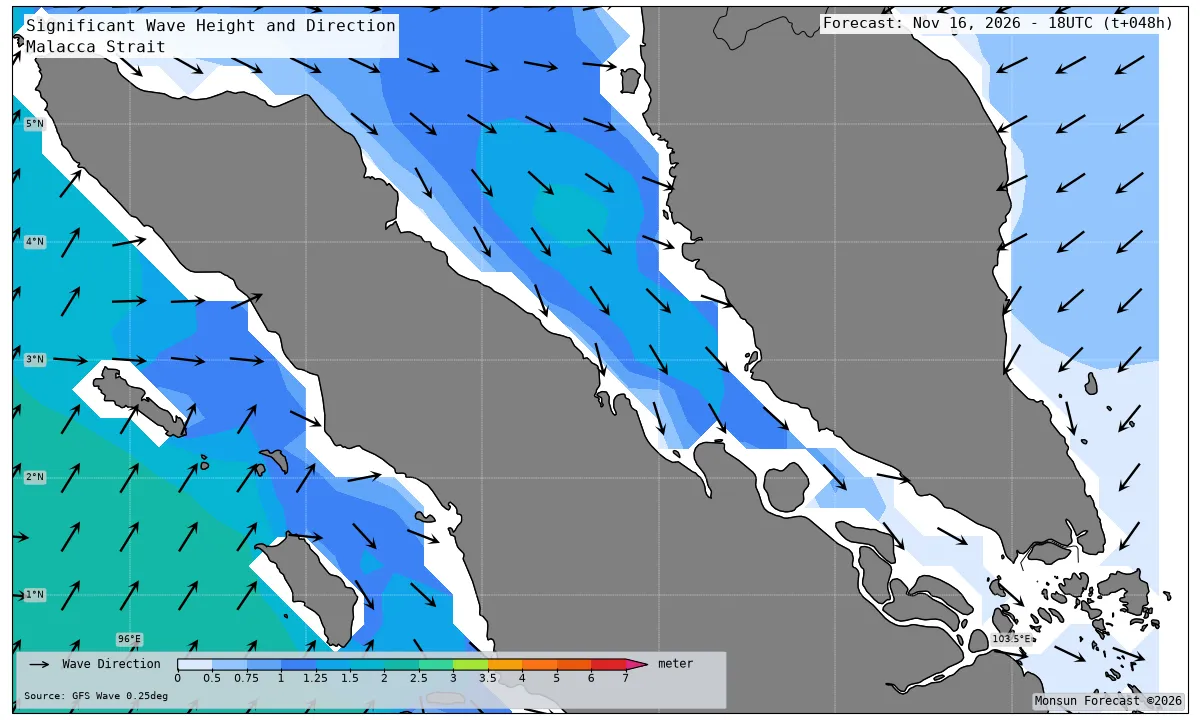 Significant Wave Height and Direction
Malacca Strait
Forecast: Nov 16, 2026 - 18UTC (t+048h)
5°N
4°N
3°N
2°N
1°N
96°E
103.5°E
Wave Direction
meter
0 0.5 0.75 1 1.25 1.5 2 2.5 3 3.5 4 5 6 7
Source: GFS Wave 0.25deg
Monsun Forecast ©2026